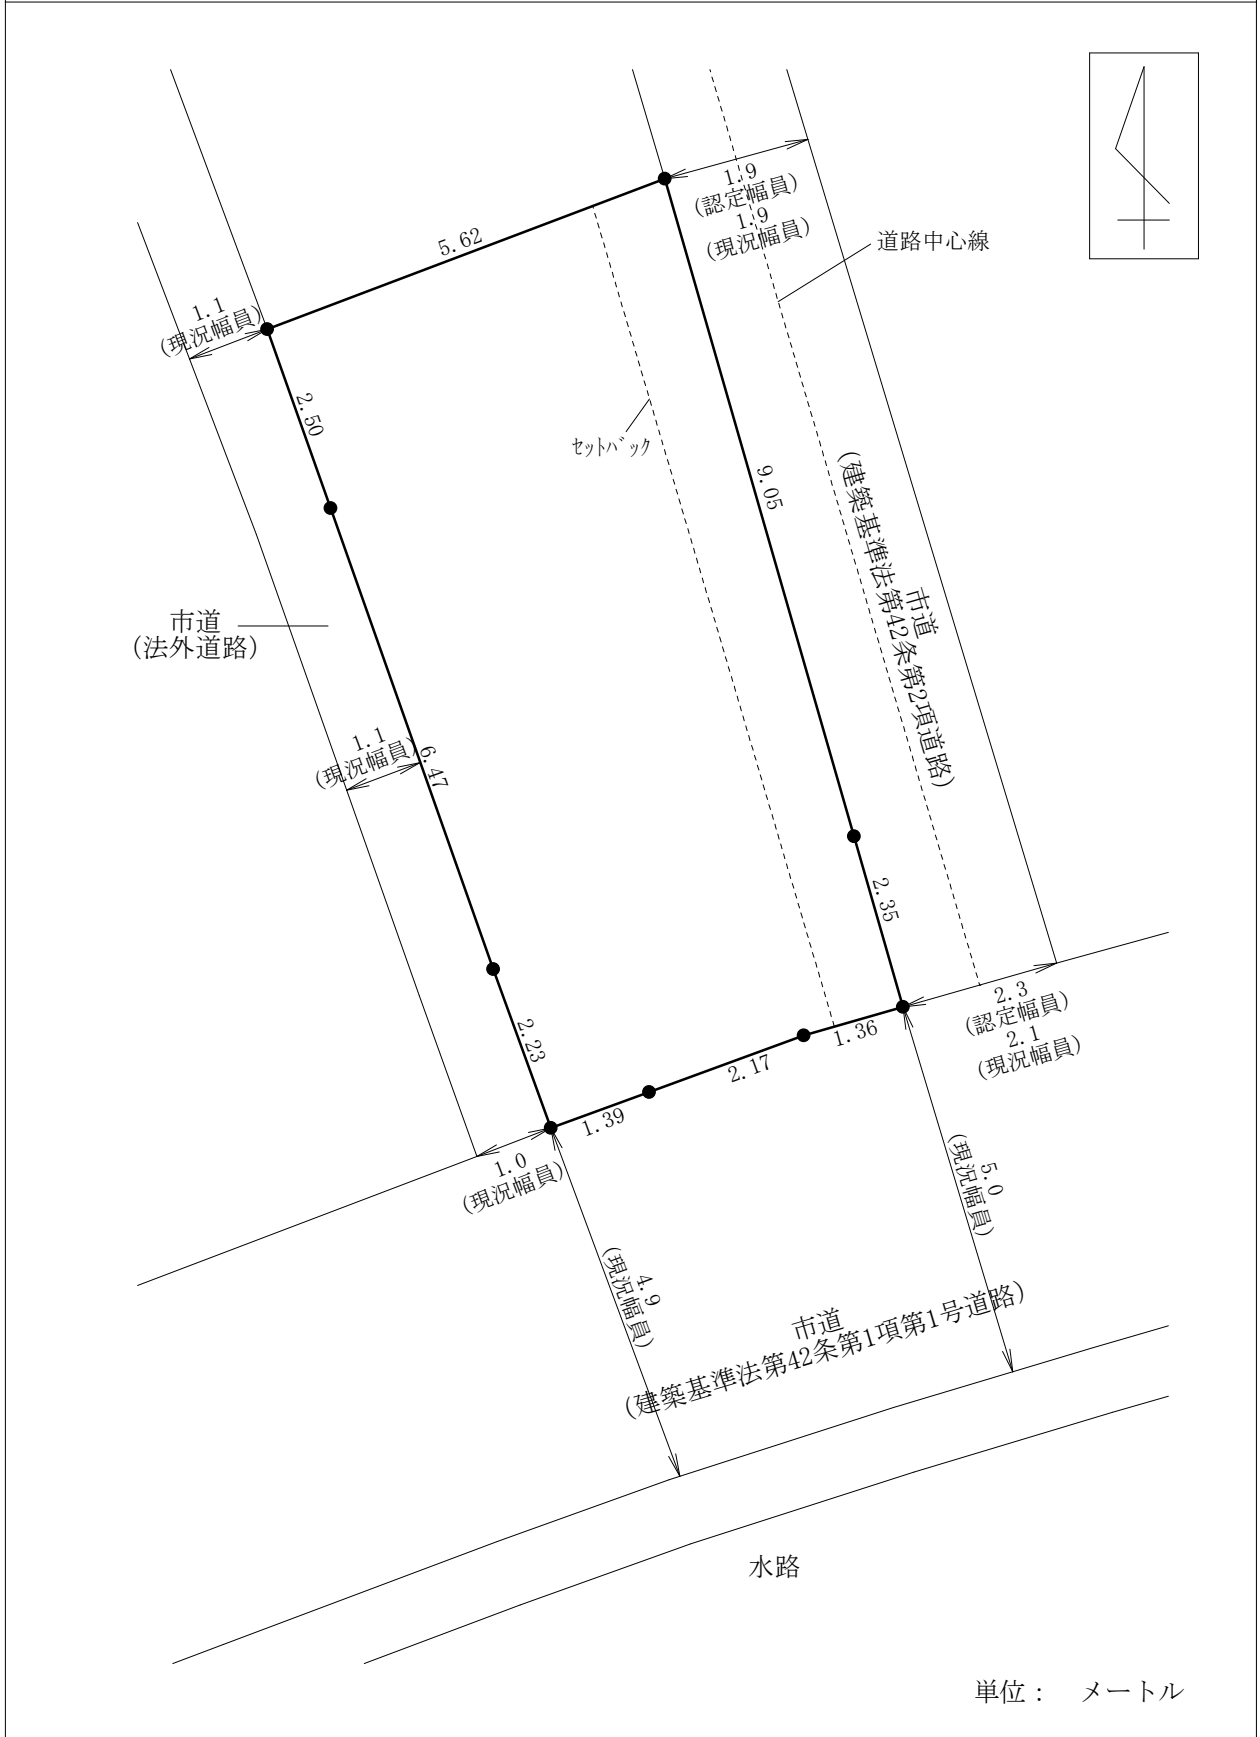 1.9
(認定幅員)
1.9
(現況幅員)
5.62
道路中心線
1.1
(現況幅員)
2.50
セットバック
9.05
市道
(建築基準法第42条第2項道路)
市道
(法外道路)
1.1
(現況幅員)
6.47
2.35
2.23
2.3
(認定幅員)
2.1
(現況幅員)
1.36
2.17
1.39
1.0
(現況幅員)
5.0
(現況幅員)
4.9
(現況幅員)
市道
(建築基準法第42条第1項第1号道路)
水路
単位： メートル